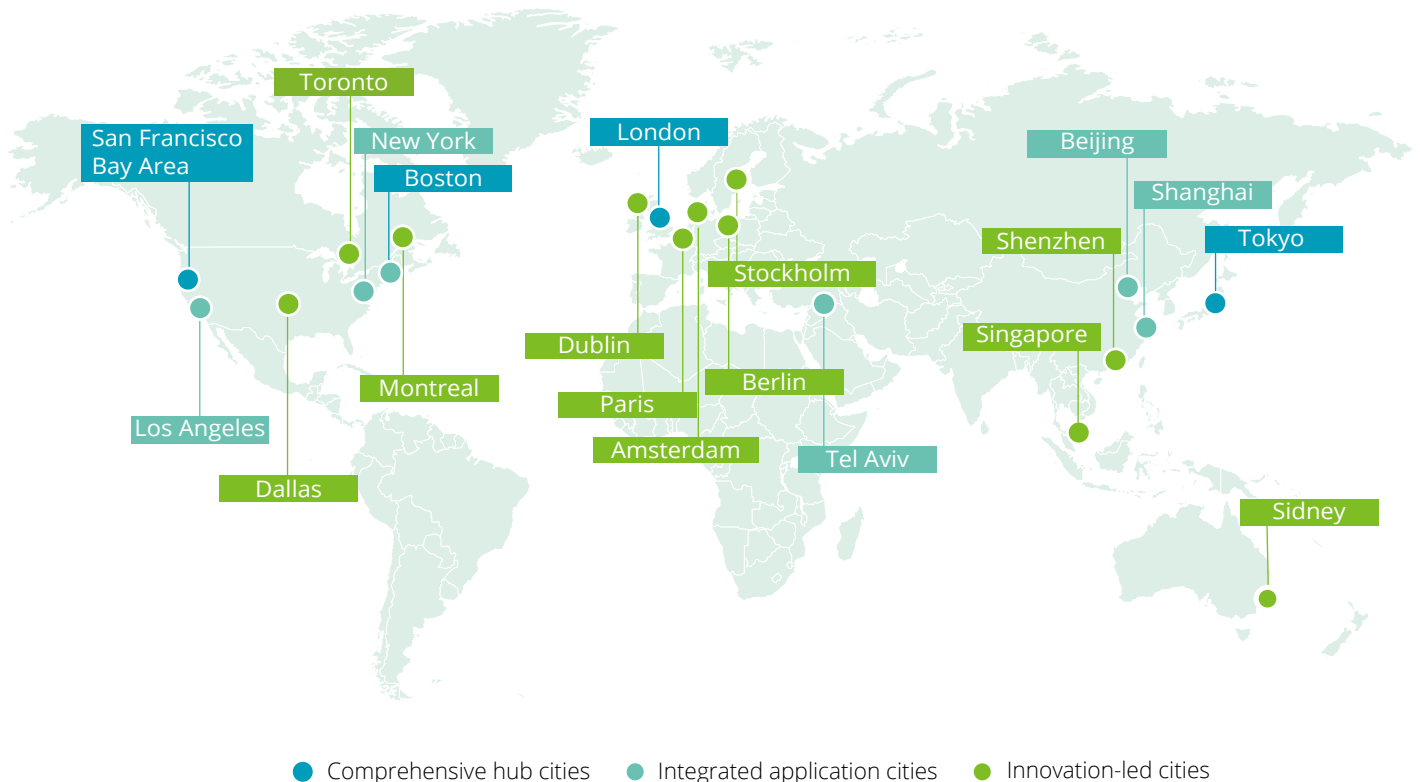 Toronto
San Francisco
Bay Area
New York
Boston
London
Beijing
Shanghai
Shenzhen
Tokyo
Stockholm
Singapore
Dublin
Berlin
Montreal
Paris
Los Angeles
Amsterdam
Tel Aviv
Dallas
Sidney
Comprehensive hub cities
Integrated application cities
Innovation-led cities